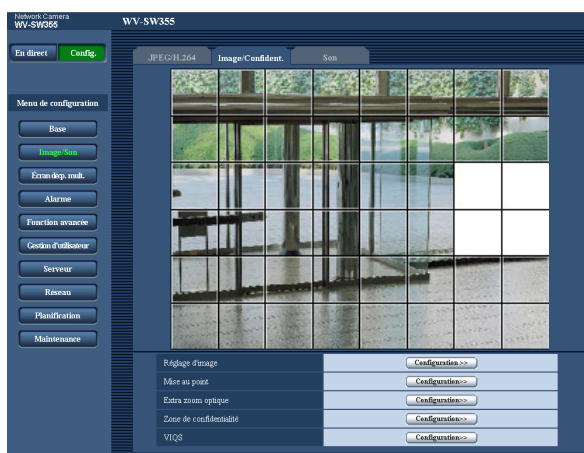 Network Camera
WV-SW355
WV-SW355
En direct
Config.
JPEG/H.264
Image/Confident.
Son
Menu de configuration
Base
Image/Son
Écran déçp. mult.
Alarme
Fonction avancée
Gestion d'utilisateur
Serveur
Réseau
Planification
Maintenance
Réglage d'image
Configuration >>
Mise au point
Configuration>>
Extra zoom optique
Configuration>>
Zone de confidentialité
Configuration>>
VIQS
Configuration>>